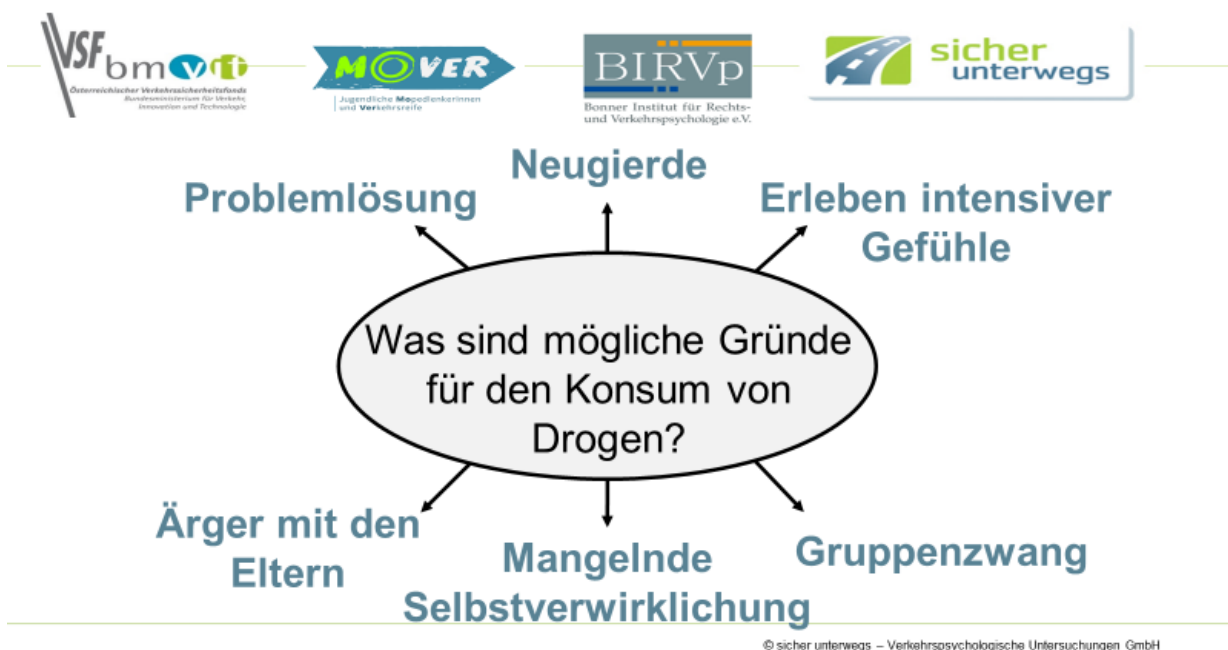 VSF
bmvit
Österreichischer Verkehrssicherheitsfonds
Bundesministerium für Verkehr,
Innovation und Technologie
MOVER
Jugendliche Mopedlenkerinnen
und Verkehrsreife
BIRVp
Bonner Institut für Rechts-
und Verkehrspsychologie e.V.
sicher
unterwegs
Neugierde
Problemlösung
Erleben intensiver
Gefühle
Was sind mögliche Gründe
für den Konsum von
Drogen?
Ärger mit den
Eltern
Mangelnde
Selbstverwirklichung
Gruppenzwang
© sicher unterwegs – Verkehrspsychologische Untersuchungen GmbH